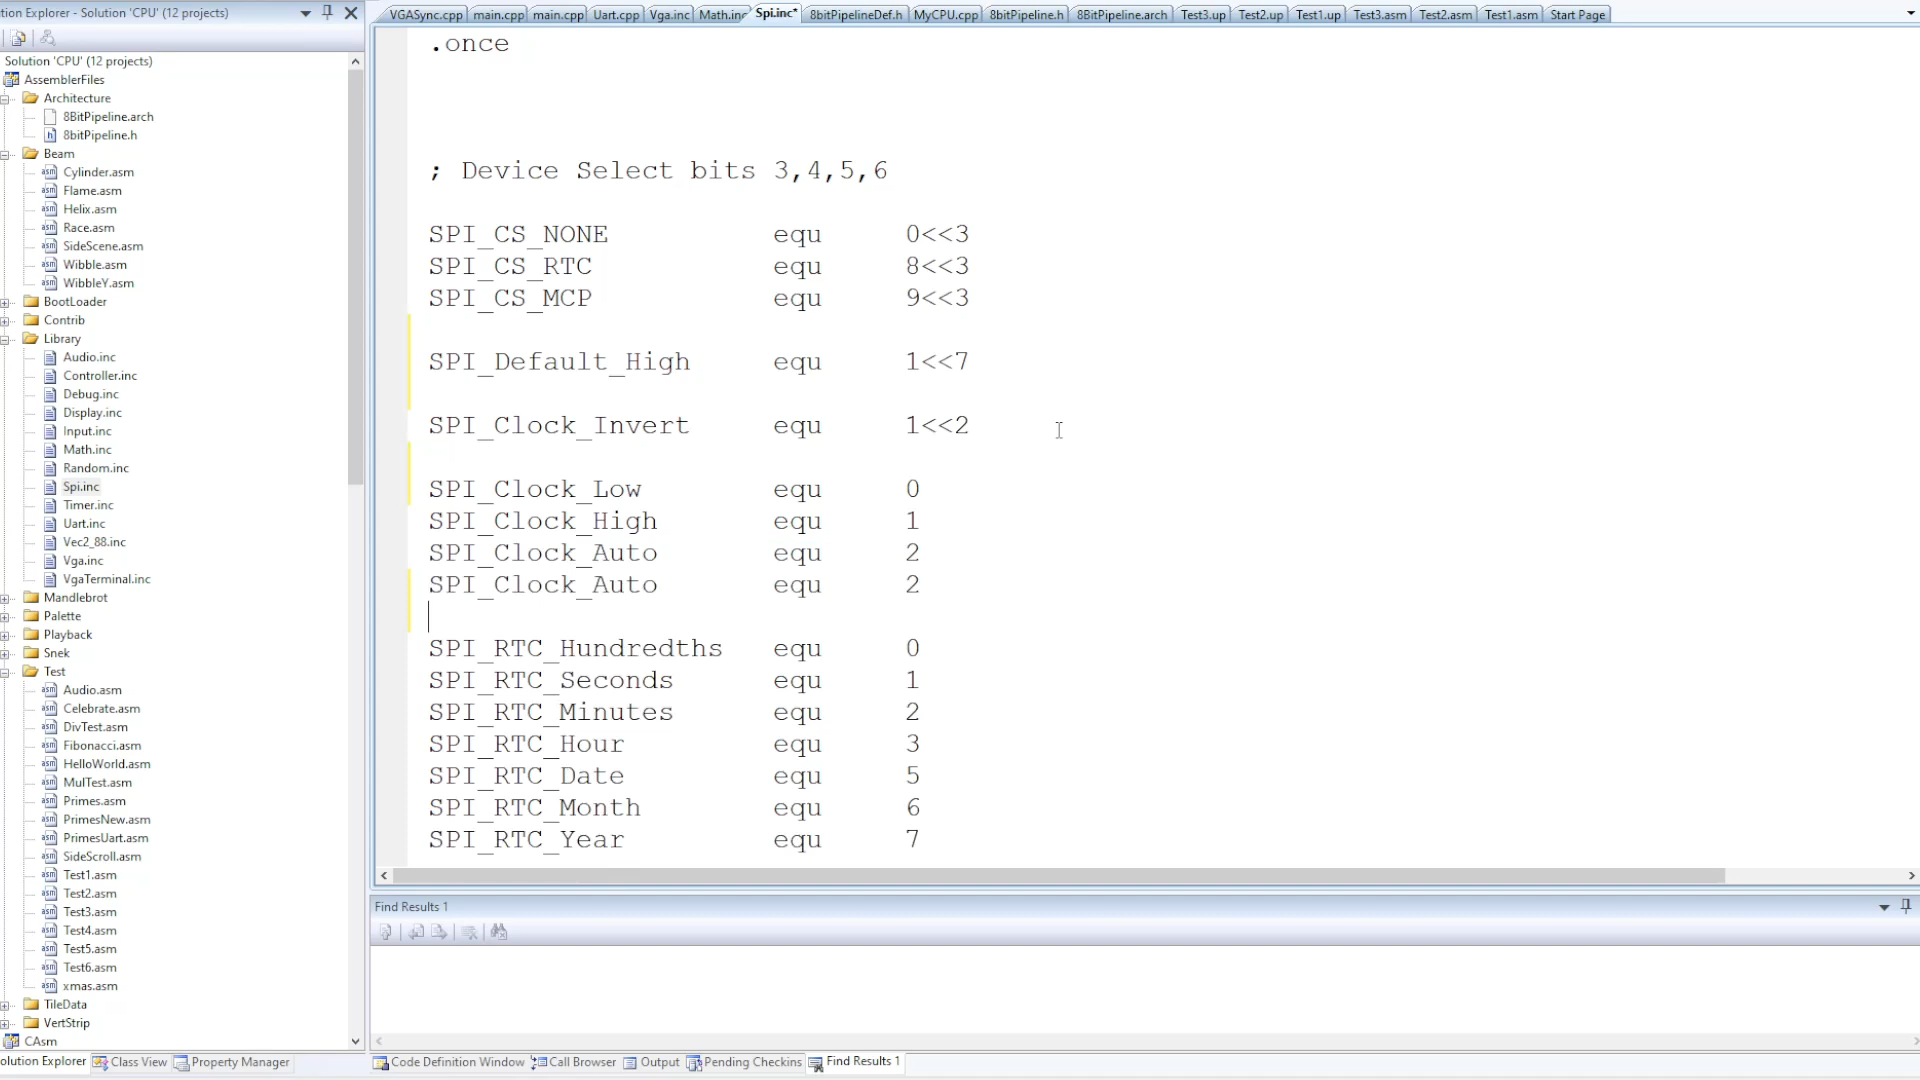 tion Explorer - Solution 'CPU' (12 projects)
Solution 'CPU' (12 projects)
AssemblerFiles
Architecture
8BitPipeline.arch
8bitPipeline.h
Beam
Cylinder.asm
Flame.asm
Helix.asm
Race.asm
SideScene.asm
Wibble.asm
WibbleY.asm
BootLoader
Contrib
Library
Audio.inc
Controller.inc
Debug.inc
Display.inc
Input.inc
Math.inc
Random.inc
Spi.inc
Timer.inc
Uart.inc
Vec2_88.inc
Vga.inc
VgaTerminal.inc
Mandlebrot
Palette
Playback
Snek
Test
Audio.asm
Celebrate.asm
DivTest.asm
Fibonacci.asm
HelloWorld.asm
MulTest.asm
Primes.asm
PrimesNew.asm
PrimesUart.asm
SideScroll.asm
Test1.asm
Test2.asm
Test3.asm
Test4.asm
Test5.asm
Test6.asm
xmas.asm
TileData
VertStrip
CAsm
olution Explorer Class View Property Manager
VGASync.cpp main.cpp main.cpp Uart.cpp Vga.inc Math.inc Spi.inc* 8bitPipelineDef.h MyCPU.cpp 8bitPipeline.h 8BitPipeline.arch Test3.up Test2.up Test1.up Test3.asm Test2.asm Test1.asm Start Page
.once
; Device Select bits 3,4,5,6
SPI_CS_NONE equ 0<<3
SPI_CS_RTC equ 8<<3
SPI_CS_MCP equ 9<<3
SPI_Default_High equ 1<<7
SPI_Clock_Invert equ 1<<2
SPI_Clock_Low equ 0
SPI_Clock_High equ 1
SPI_Clock_Auto equ 2
SPI_Clock_Auto equ 2
SPI_RTC_Hundredths equ 0
SPI_RTC_Seconds equ 1
SPI_RTC_Minutes equ 2
SPI_RTC_Hour equ 3
SPI_RTC_Date equ 5
SPI_RTC_Month equ 6
SPI_RTC_Year equ 7
Find Results 1
Code Definition Window Call Browser Output Pending Checkins Find Results 1